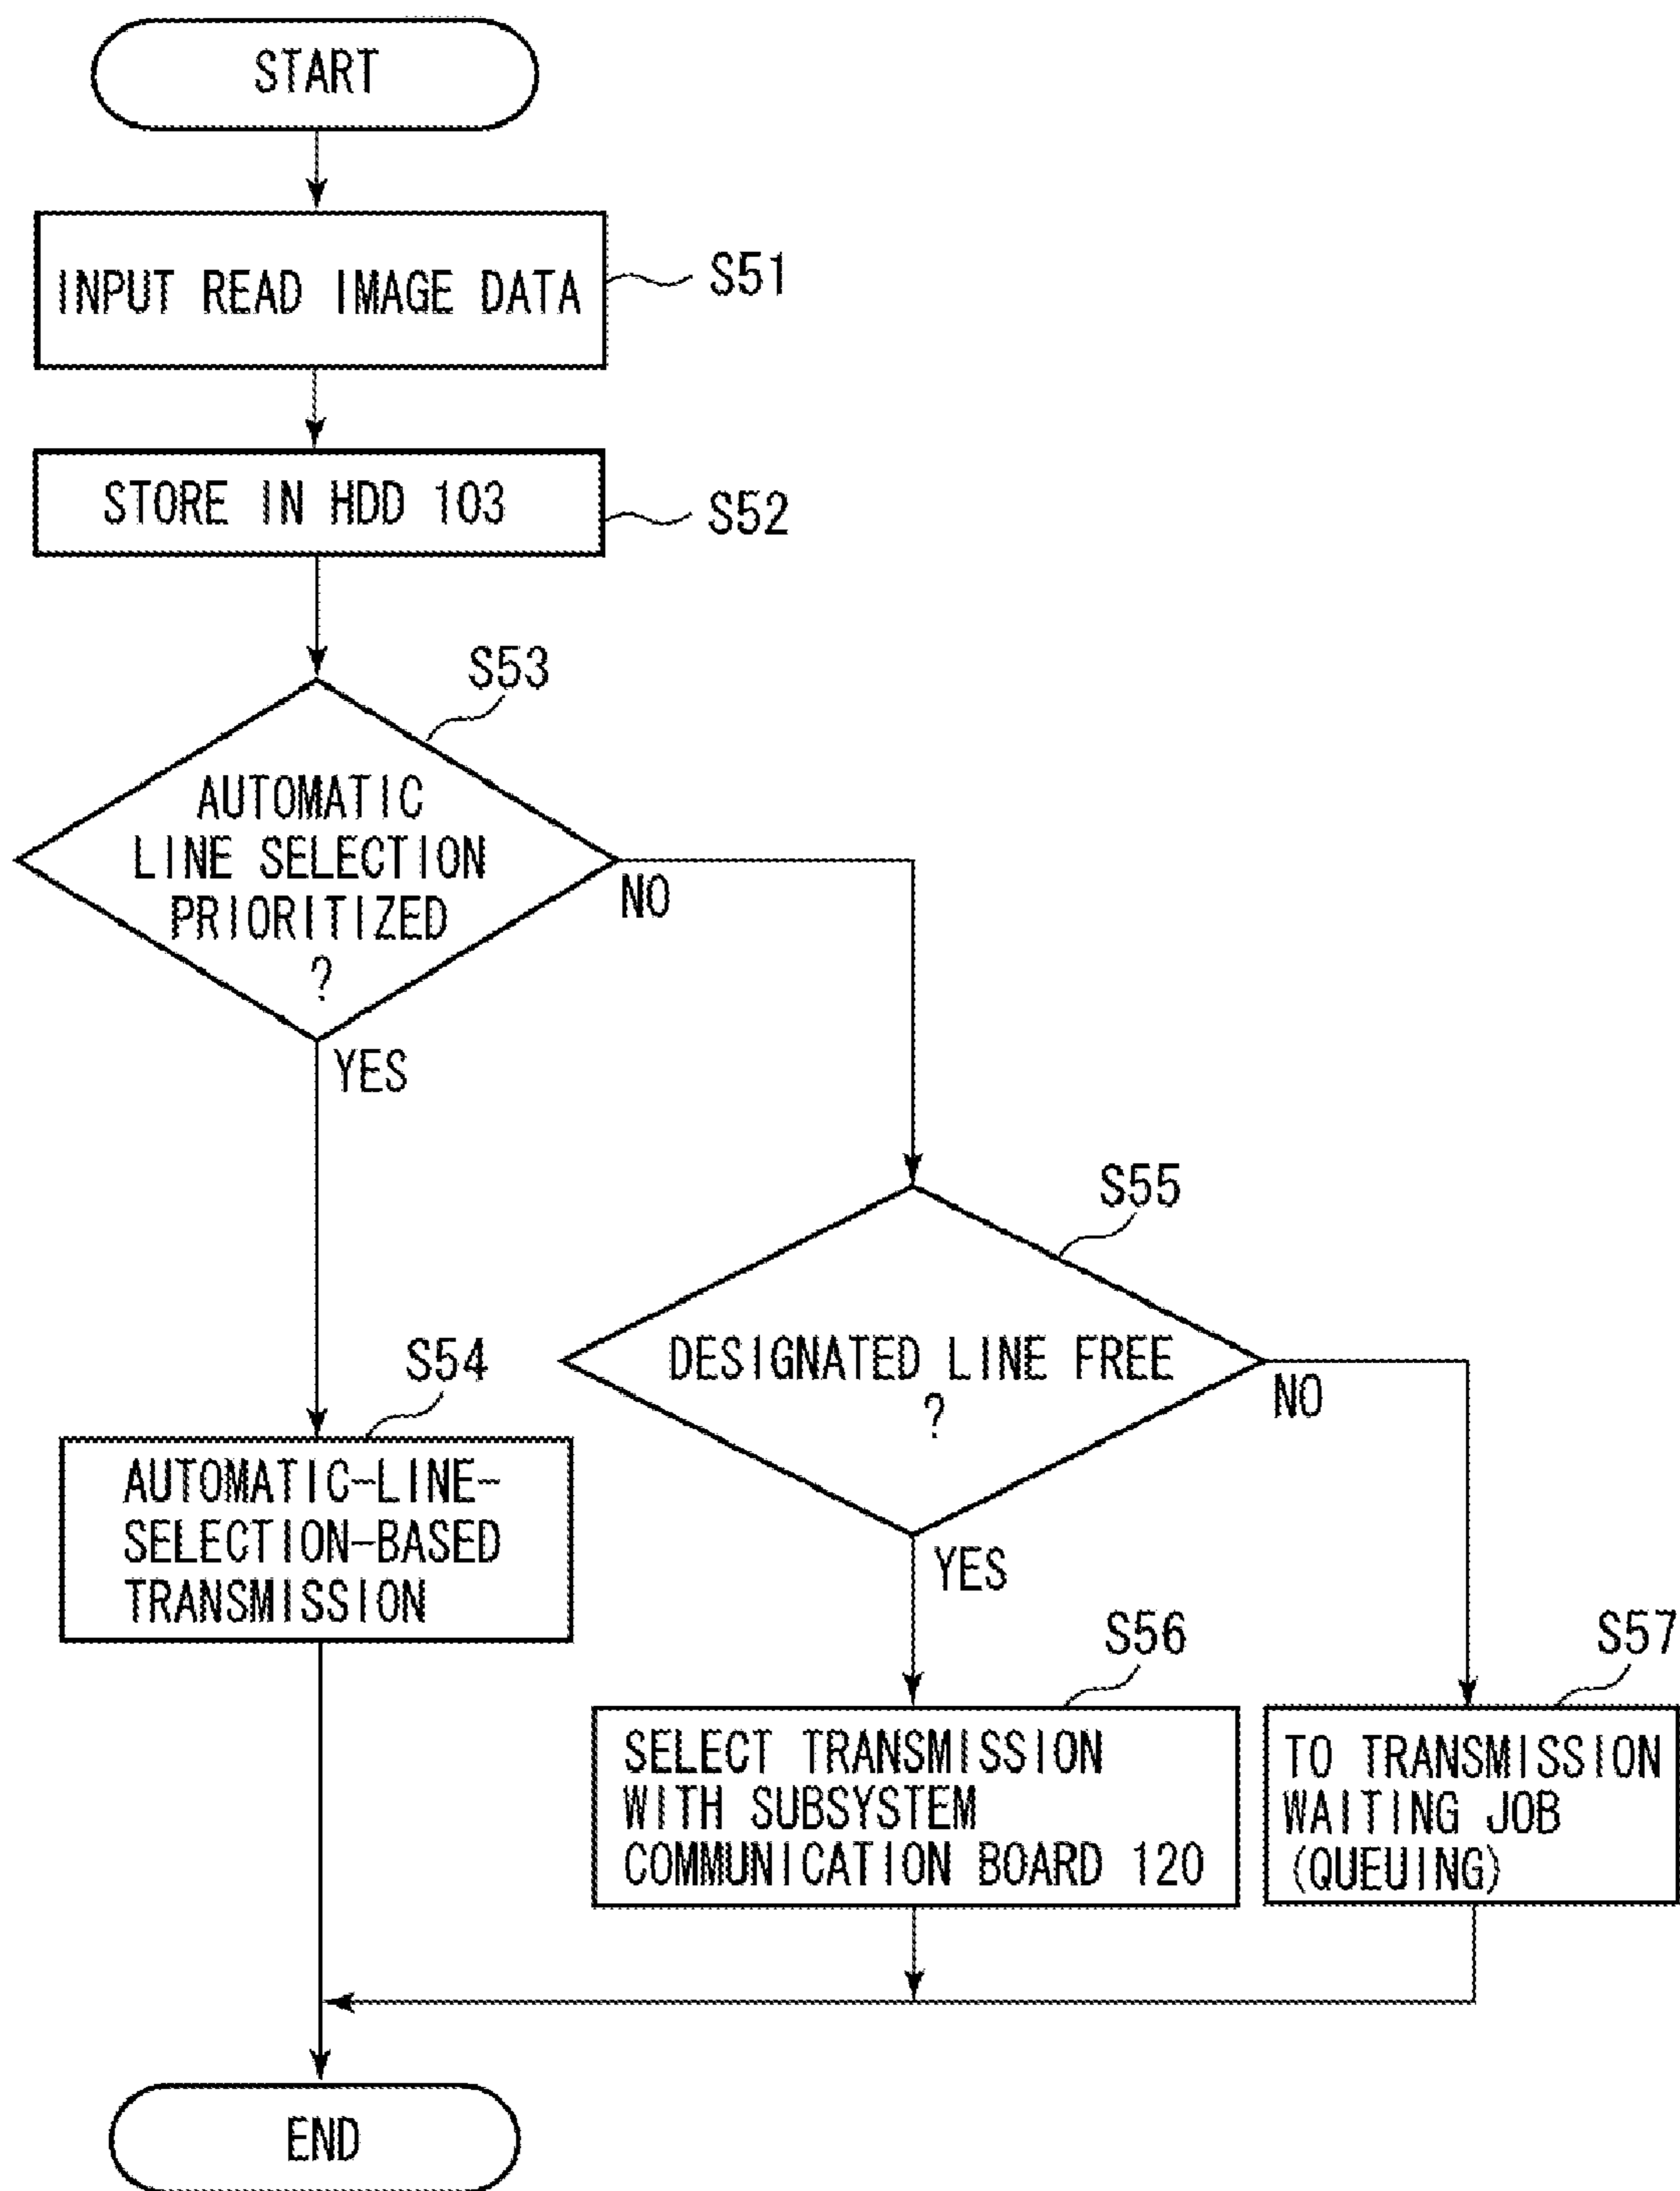 START
INPUT READ IMAGE DATA
S51
STORE IN HDD 103
S52
S53
AUTOMATIC
LINE SELECTION
PRIORITIZED
?
NO
YES
S55
DESIGNATED LINE FREE
?
NO
YES
S54
AUTOMATIC-LINE-
SELECTION-BASED
TRANSMISSION
S56
SELECT TRANSMISSION
WITH SUBSYSTEM
COMMUNICATION BOARD 120
S57
TO TRANSMISSION
WAITING JOB
(QUEUING)
END